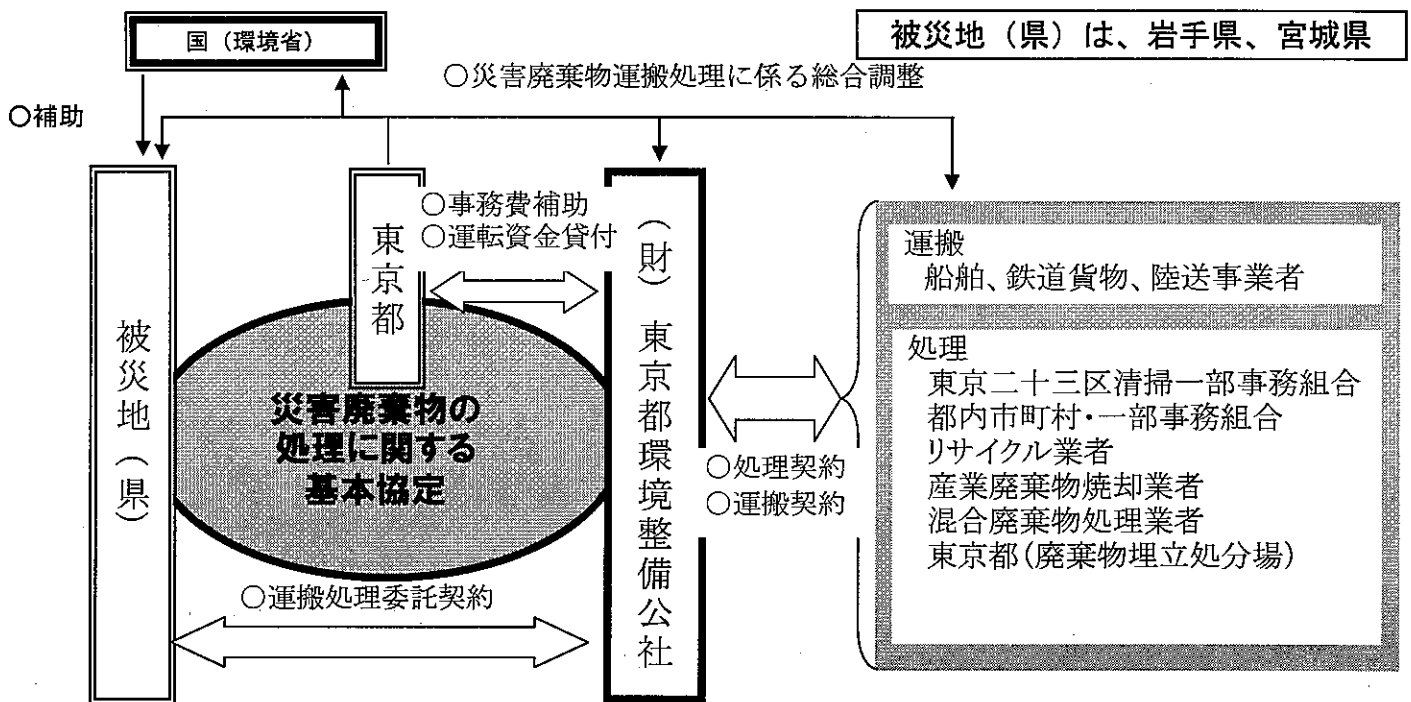 国（環境省）
被災地（県）は、岩手県、宮城県
○災害廃棄物運搬処理に係る総合調整
○補助
被災地（県）
東京都
○事務費補助
○運転資金貸付
（財）東京都環境整備公社
災害廃棄物の
処理に関する
基本協定
○運搬処理委託契約
○処理契約
○運搬契約
運搬
船舶、鉄道貨物、陸送事業者
処理
東京二十三区清掃一部事務組合
都内市町村・一部事務組合
リサイクル業者
産業廃棄物焼却業者
混合廃棄物処理業者
東京都(廃棄物埋立処分場)